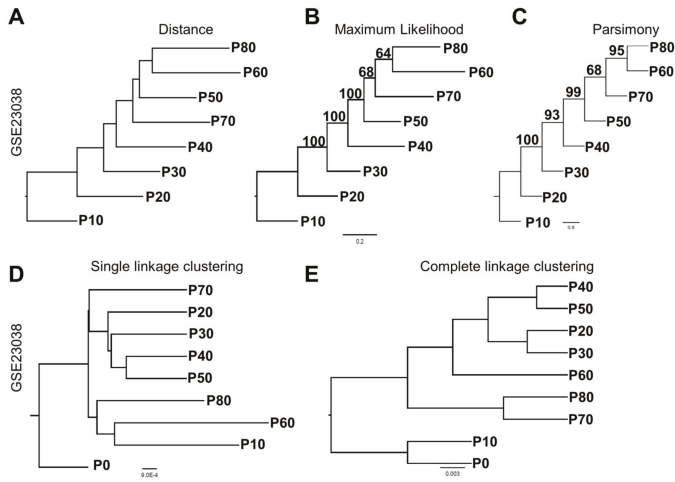 A
Distance
GSE23038
P80
P60
P50
P70
P40
P30
P20
P10
B
Maximum Likelihood
64
68
100
100
100
P80
P60
P70
P50
P40
P30
P20
P10
0.2
C
Parsimony
95
68
99
93
100
P80
P60
P70
P50
P40
P30
P20
P10
0.6
D
Single linkage clustering
GSE23038
P70
P20
P30
P40
P50
P80
P60
P10
P0
9.0E-4
E
Complete linkage clustering
P40
P50
P20
P30
P60
P80
P70
P10
P0
0.003